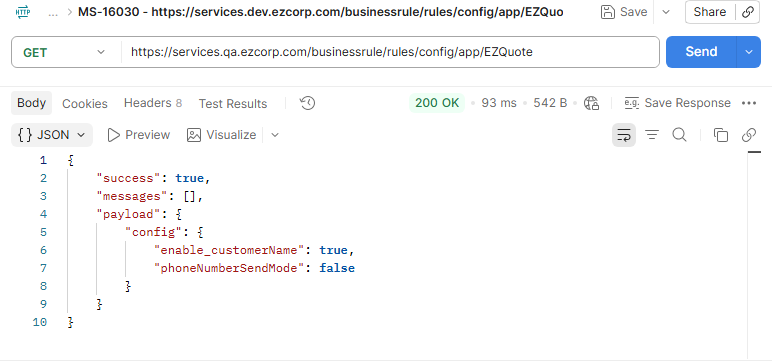 HTTP ... > MS-16030 - https://services.dev.ezcorp.com/businessrule/rules/config/app/EZQuo Save Share
GET https://services.qa.ezcorp.com/businessrule/rules/config/app/EZQuote Send
Body Cookies Headers 8 Test Results 200 OK • 93 ms • 542 B e.g. Save Response •••
{} JSON Preview Visualize
1 {
2 "success": true,
3 "messages": [],
4 "payload": {
5 "config": {
6 "enable_customerName": true,
7 "phoneNumberSendMode": false
8 }
9 }
10 }